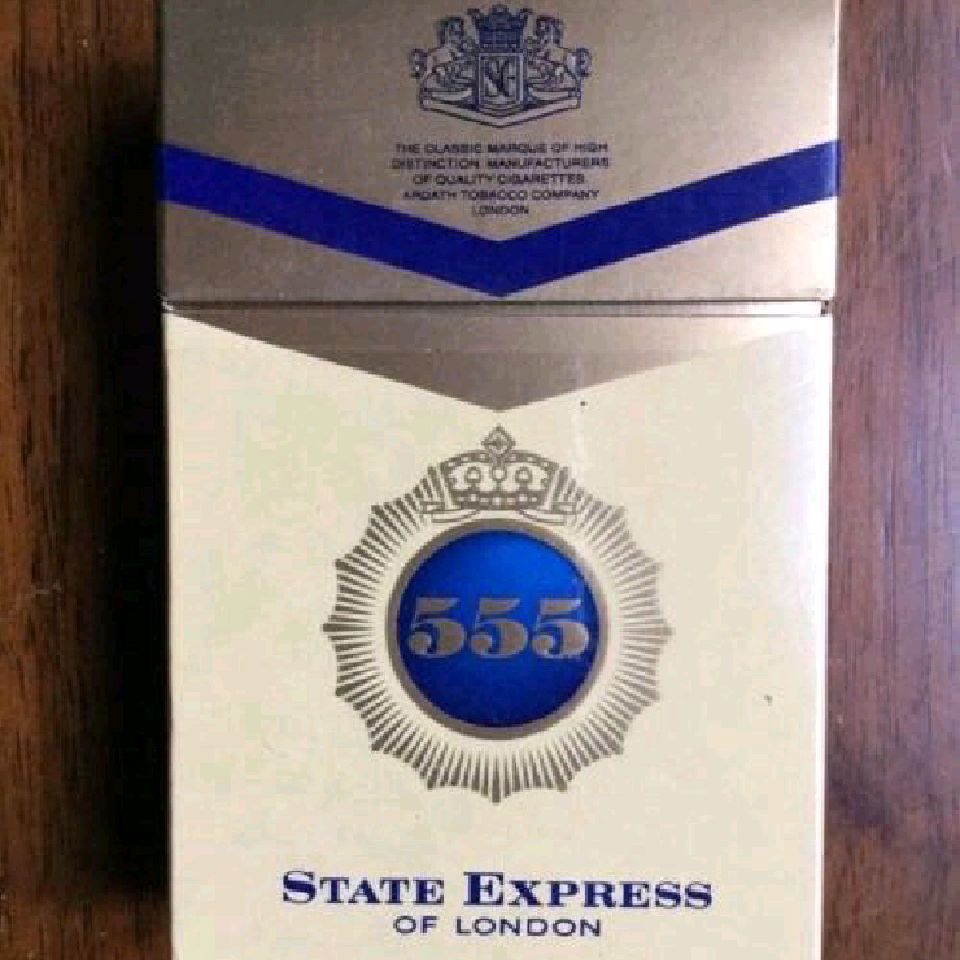 THE CLASSIC MARQUE OF HIGH
DISTINCTION MANUFACTURERS
OF QUALITY CIGARETTES
ARDATH TOBACCO COMPANY
LONDON
555
STATE EXPRESS
OF LONDON